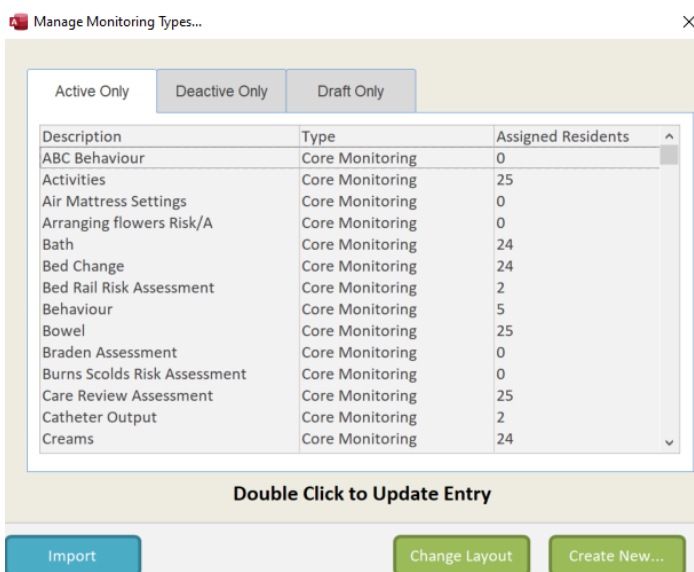 Manage Monitoring Types...
Active Only Deactive Only Draft Only
Description Type Assigned Residents
ABC Behaviour Core Monitoring 0
Activities Core Monitoring 25
Air Mattress Settings Core Monitoring 0
Arranging flowers Risk/A Core Monitoring 0
Bath Core Monitoring 24
Bed Change Core Monitoring 24
Bed Rail Risk Assessment Core Monitoring 2
Behaviour Core Monitoring 5
Bowel Core Monitoring 25
Braden Assessment Core Monitoring 0
Burns Scolds Risk Assessment Core Monitoring 0
Care Review Assessment Core Monitoring 25
Catheter Output Core Monitoring 2
Creams Core Monitoring 24
Double Click to Update Entry
Import Change Layout Create New...